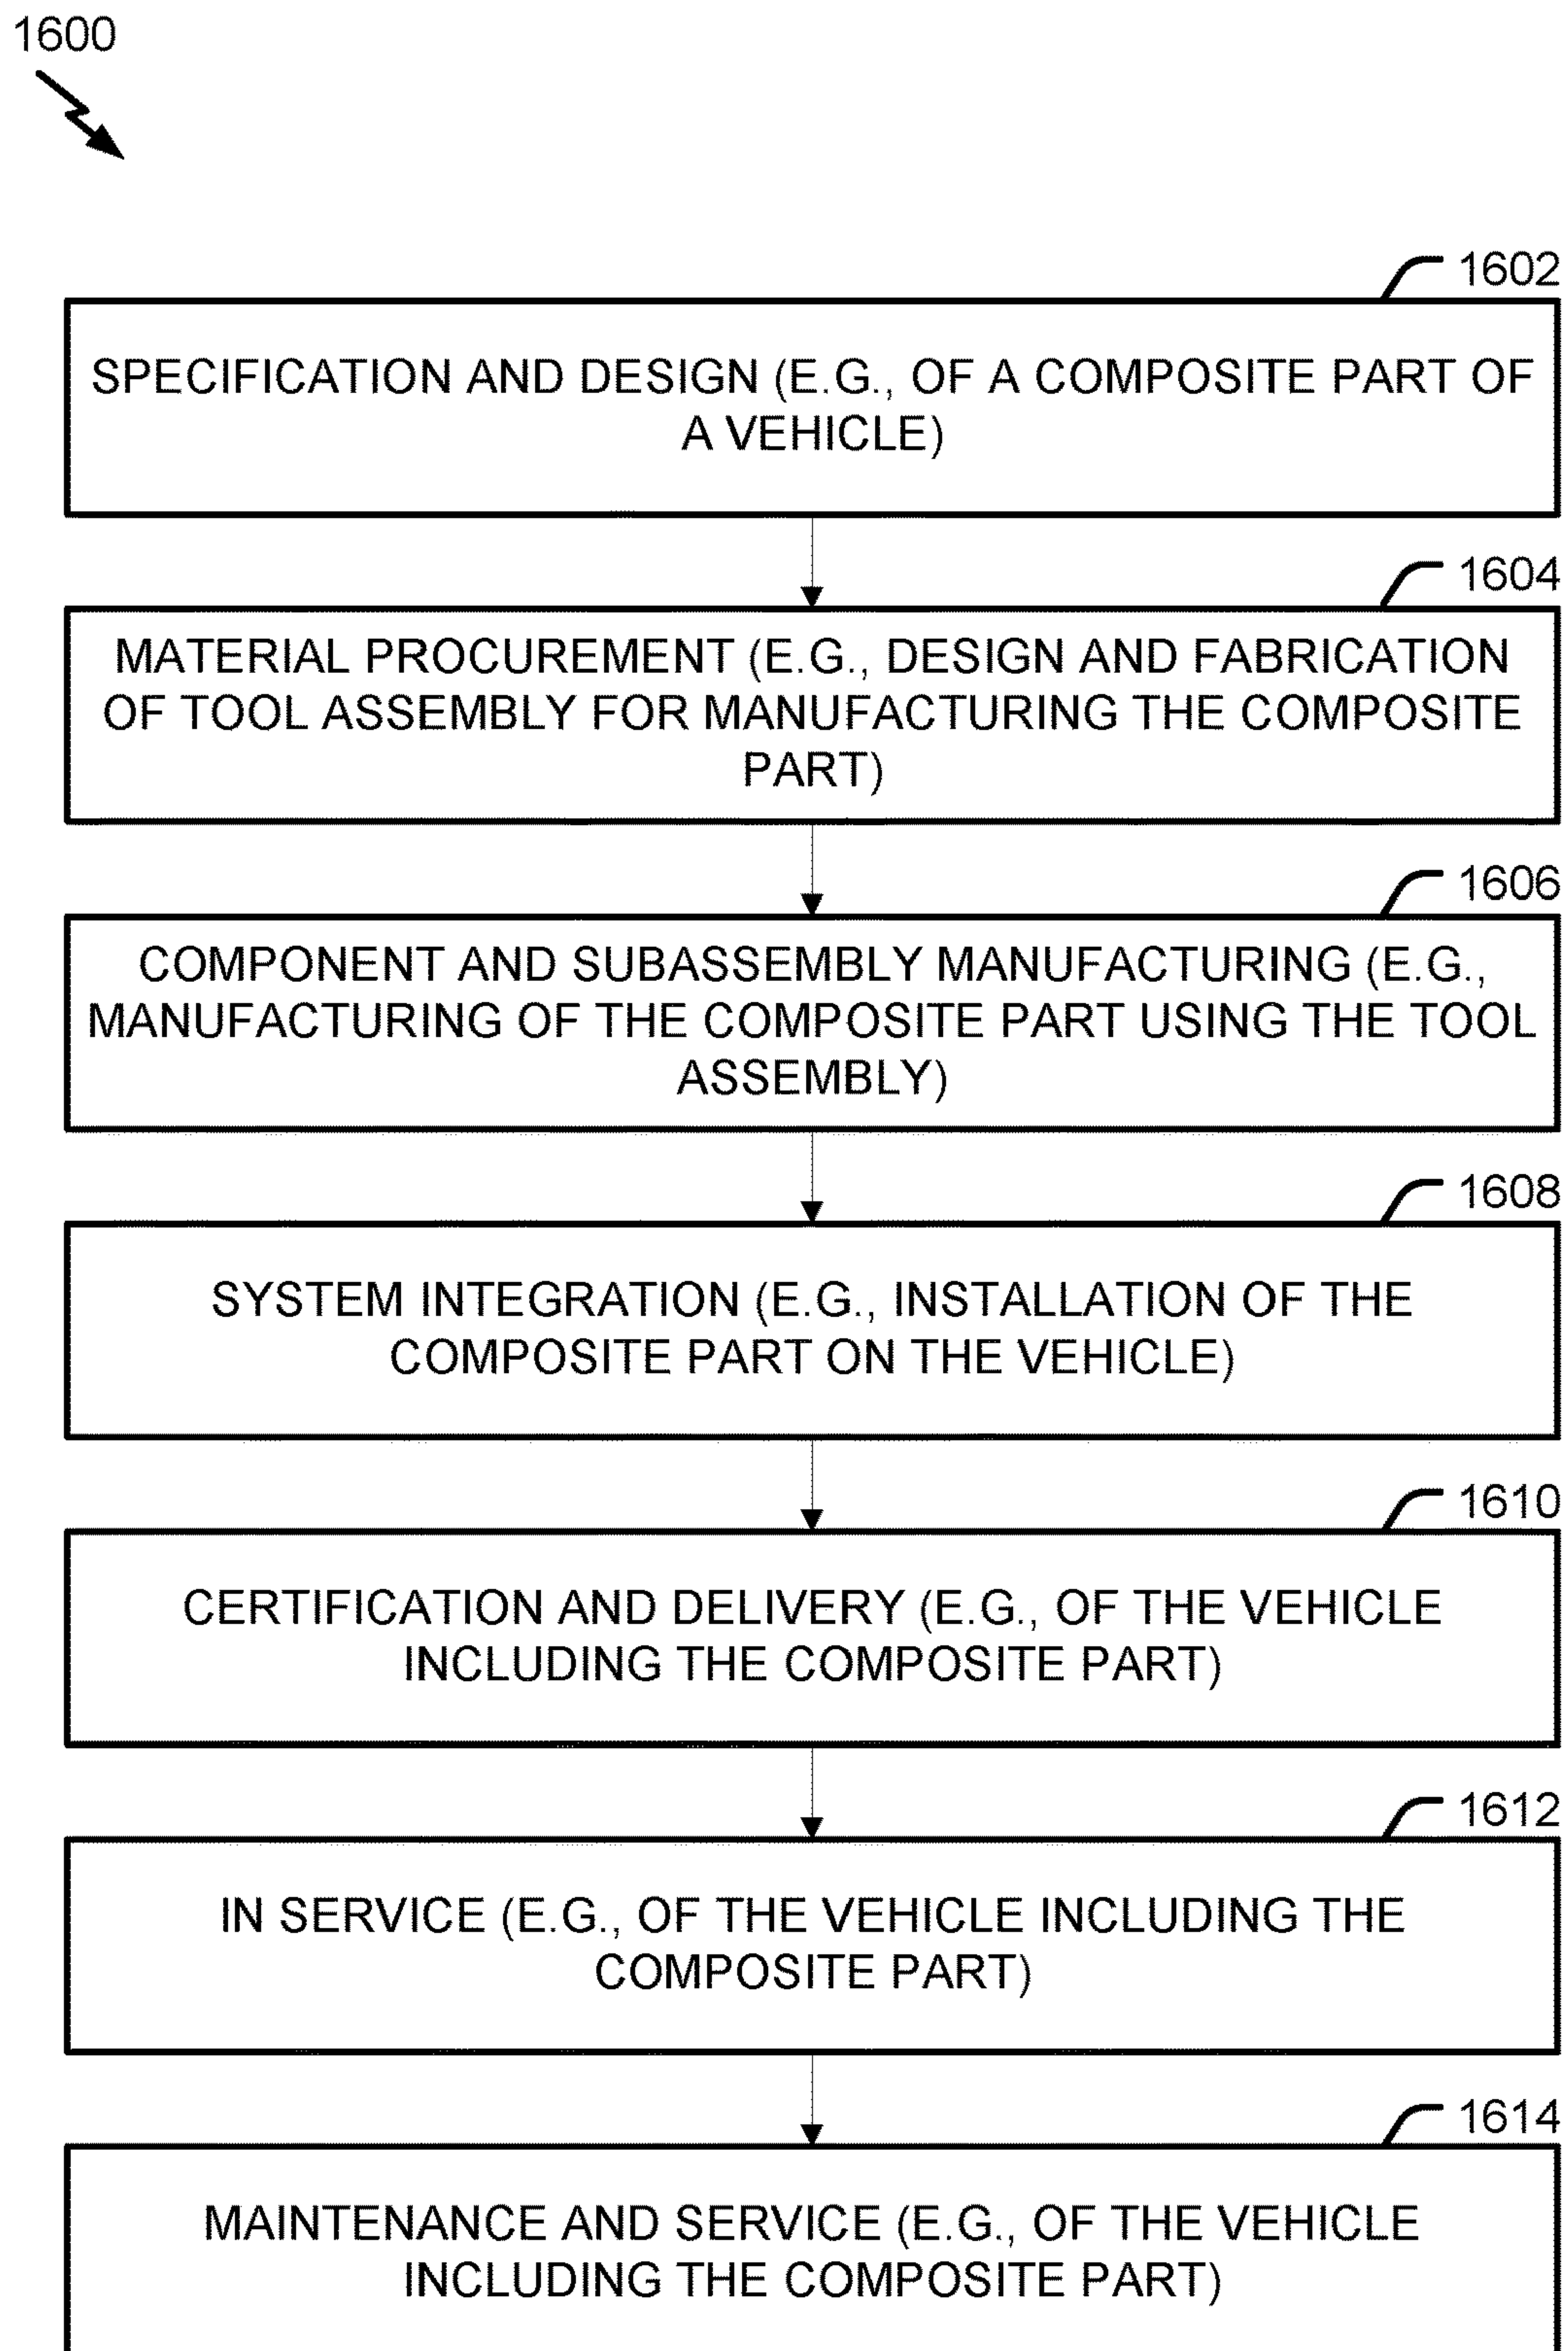 1600
1602
SPECIFICATION AND DESIGN (E.G., OF A COMPOSITE PART OF
A VEHICLE)
1604
MATERIAL PROCUREMENT (E.G., DESIGN AND FABRICATION
OF TOOL ASSEMBLY FOR MANUFACTURING THE COMPOSITE
PART)
1606
COMPONENT AND SUBASSEMBLY MANUFACTURING (E.G.,
MANUFACTURING OF THE COMPOSITE PART USING THE TOOL
ASSEMBLY)
1608
SYSTEM INTEGRATION (E.G., INSTALLATION OF THE
COMPOSITE PART ON THE VEHICLE)
1610
CERTIFICATION AND DELIVERY (E.G., OF THE VEHICLE
INCLUDING THE COMPOSITE PART)
1612
IN SERVICE (E.G., OF THE VEHICLE INCLUDING THE
COMPOSITE PART)
1614
MAINTENANCE AND SERVICE (E.G., OF THE VEHICLE
INCLUDING THE COMPOSITE PART)